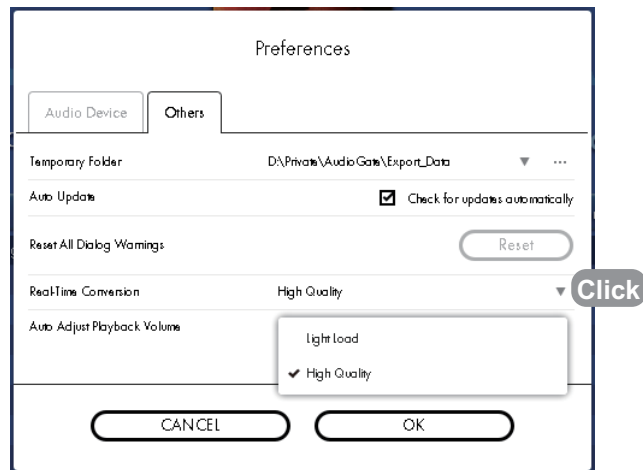 Preferences
Audio Device Others
Temporary Folder D:\Private\AudioGate\Export_Data ...
Auto Update Check for updates automatically
Reset All Dialog Warnings Reset
Real-Time Conversion High Quality Click
Auto Adjust Playback Volume
Light Load
High Quality
CANCEL OK